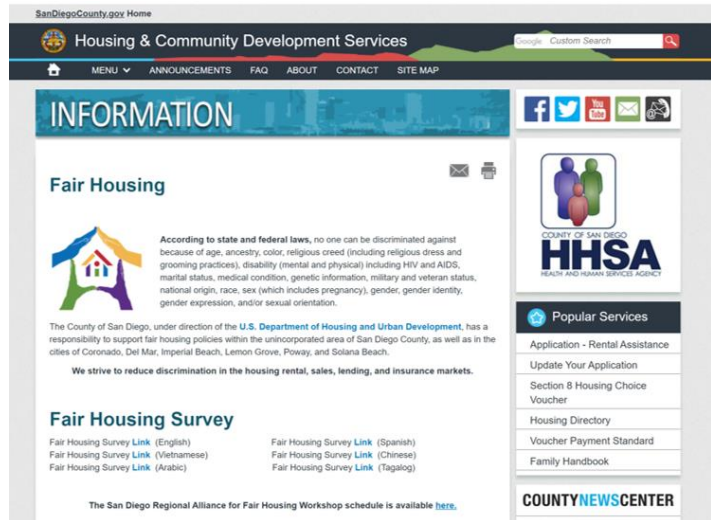 SanDiegoCounty.gov Home
Housing & Community Development Services
Google Custom Search
MENU ANNOUNCEMENTS FAQ ABOUT CONTACT SITE MAP
INFORMATION
Fair Housing
According to state and federal laws, no one can be discriminated against
because of age, ancestry, color, religious creed (including religious dress and
grooming practices), disability (mental and physical) including HIV and AIDS,
marital status, medical condition, genetic information, military and veteran status,
national origin, race, sex (which includes pregnancy), gender, gender identity,
gender expression, and/or sexual orientation.
The County of San Diego, under direction of the U.S. Department of Housing and Urban Development, has a
responsibility to support fair housing policies within the unincorporated area of San Diego County, as well as in the
cities of Coronado, Del Mar, Imperial Beach, Lemon Grove, Poway, and Solana Beach.
We strive to reduce discrimination in the housing rental, sales, lending, and insurance markets.
Fair Housing Survey
Fair Housing Survey Link (English)
Fair Housing Survey Link (Vietnamese)
Fair Housing Survey Link (Arabic)
Fair Housing Survey Link (Spanish)
Fair Housing Survey Link (Chinese)
Fair Housing Survey Link (Tagalog)
The San Diego Regional Alliance for Fair Housing Workshop schedule is available here.
You
Tube
COUNTY OF SAN DIEGO
HHSA
HEALTH AND HUMAN SERVICES AGENCY
Popular Services
Application - Rental Assistance
Update Your Application
Section 8 Housing Choice
Voucher
Housing Directory
Voucher Payment Standard
Family Handbook
COUNTYNEWSCENTER